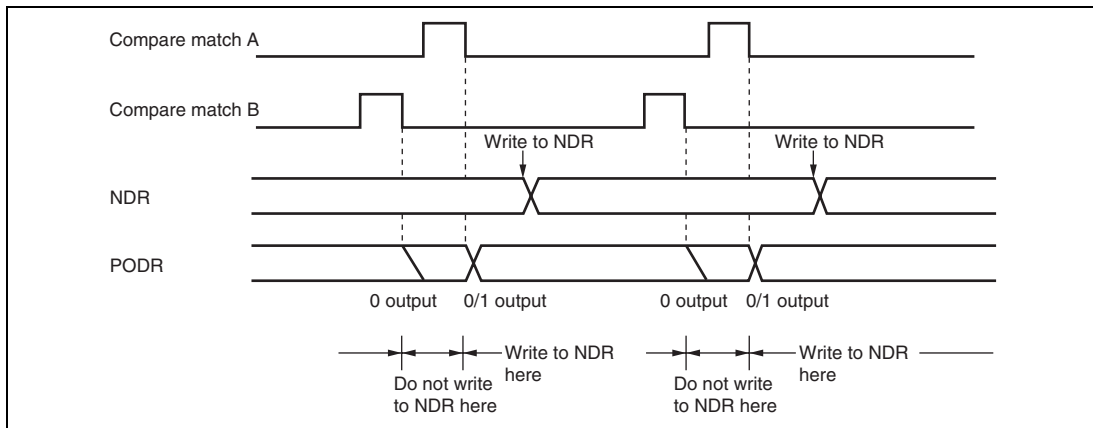 Compare match A
Compare match B
Write to NDR
Write to NDR
NDR
PODR
0 output
0/1 output
0 output
0/1 output
Write to NDR
here
Do not write
to NDR here
Write to NDR
here
Do not write
to NDR here